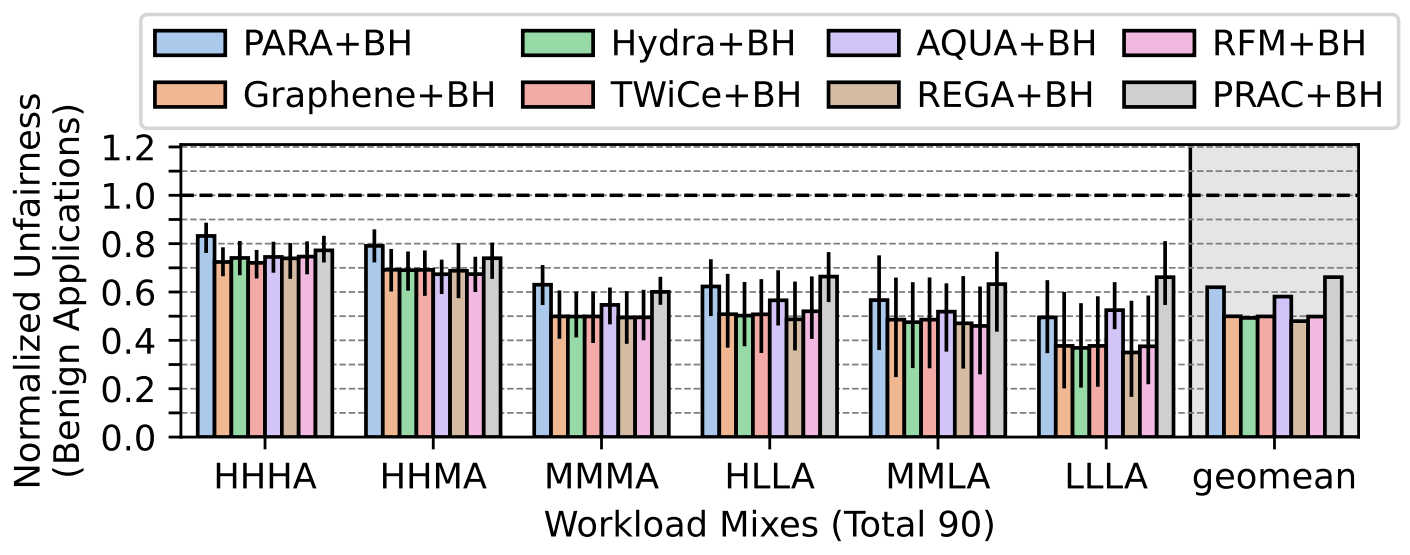 PARA+BH Hydra+BH AQUA+BH RFM+BH
Graphene+BH TWiCe+BH REGA+BH PRAC+BH
Normalized Unfairness
(Benign Applications)
1.2
1.0
0.8
0.6
0.4
0.2
0.0
HHHA HHMA MMMA HLLA MMLA LLLA geomean
Workload Mixes (Total 90)